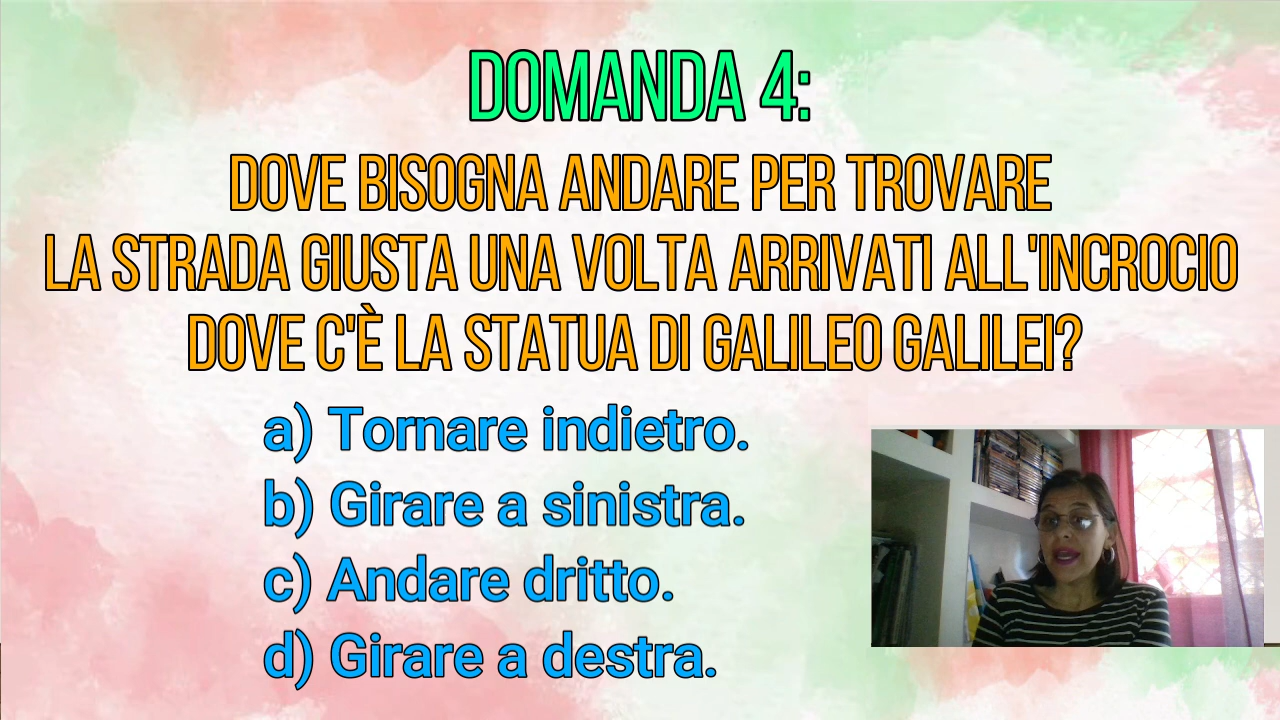 DOMANDA 4:
DOVE BISOGNA ANDARE PER TROVARE
LA STRADA GIUSTA UNA VOLTA ARRIVATI ALL'INCROCIO
DOVE C'È LA STATUA DI GALILEO GALILEI?
a) Tornare indietro.
b) Girare a sinistra.
c) Andare dritto.
d) Girare a destra.